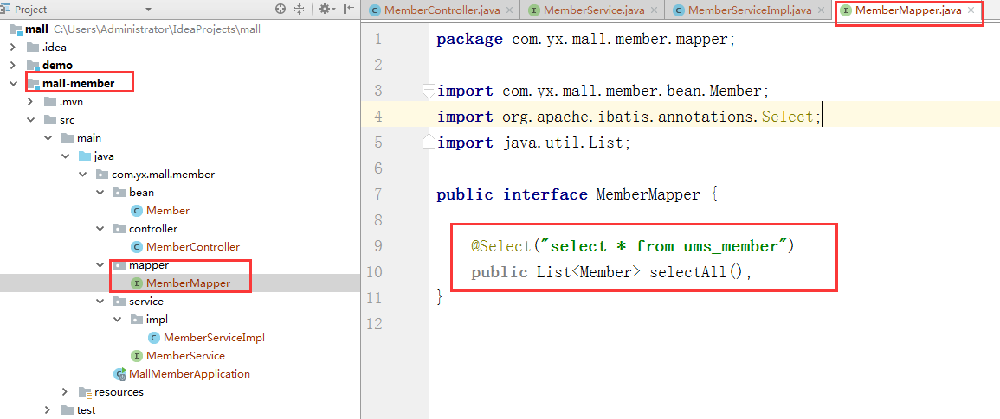 Project
mall C:\Users\Administrator\IdeaProjects\mall
.idea
demo
mall-member
.mvn
src
main
java
com.yx.mall.member
bean
Member
controller
MemberController
mapper
MemberMapper
service
impl
MemberServiceImpl
MemberService
MallMemberApplication
resources
test
MemberController.java
MemberService.java
MemberServiceImpl.java
MemberMapper.java
1 package com.yx.mall.member.mapper;
2
3 import com.yx.mall.member.bean.Member;
4 import org.apache.ibatis.annotations.Select;
5 import java.util.List;
6
7 public interface MemberMapper {
8
9 @Select("select * from ums_member")
10 public List<Member> selectAll();
11 }
12